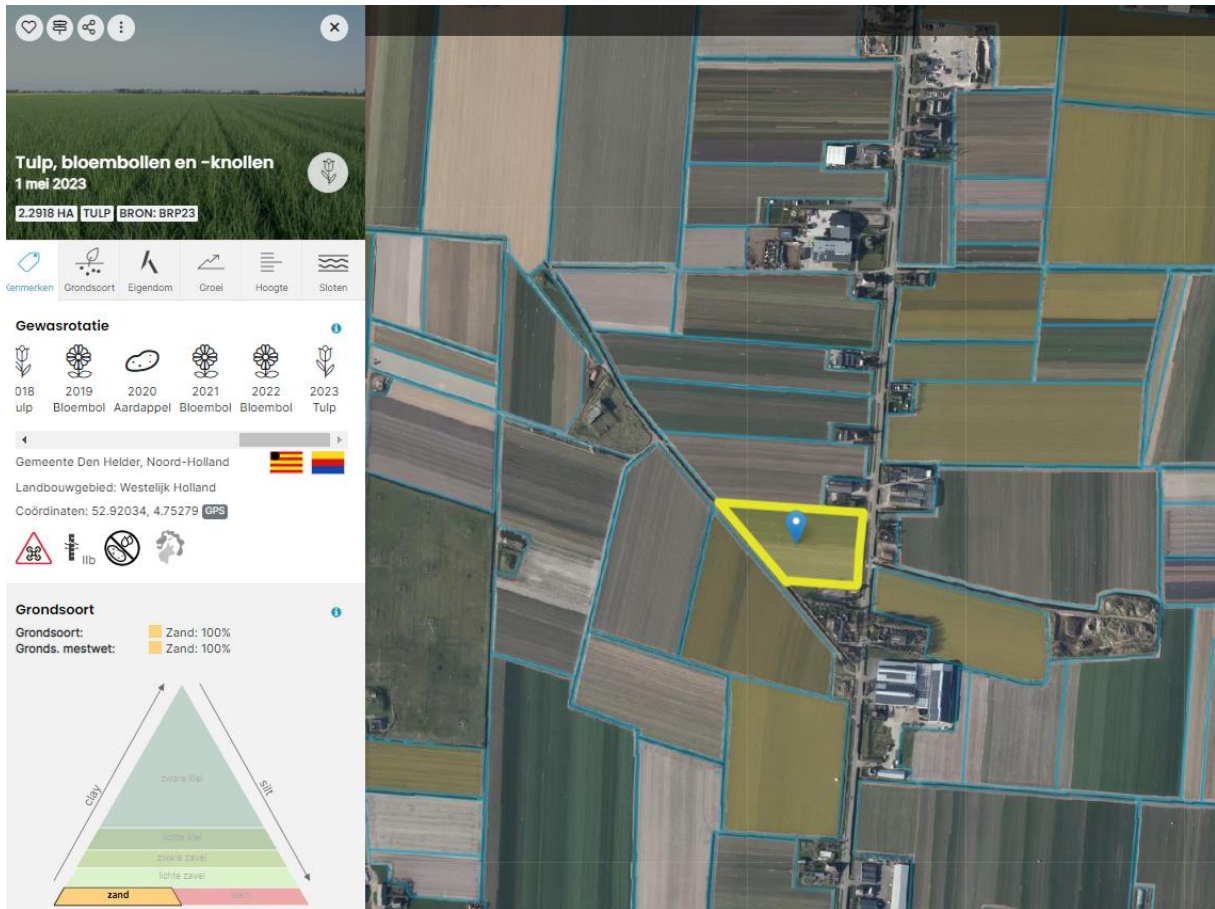 Tulp, bloembollen en -knollen
1 mei 2023
2.2918 HA TULP BRON: BRP23
Kenmerken Grondsoort Eigendom Groei Hoogte Sloten
Gewasrotatie
018 2019 2020 2021 2022 2023
ulp Bloembol Aardappel Bloembol Bloembol Tulp
Gemeente Den Helder, Noord-Holland
Landbouwgebied: Westelijk Holland
Coördinaten: 52.92034, 4.75279 GPS
IIb
Grondsoort
Grondsoort: Zand: 100%
Gronds. mestwet: Zand: 100%
clay
silt
zware klei
lichte klei
zware zavel
lichte zavel
zand leem